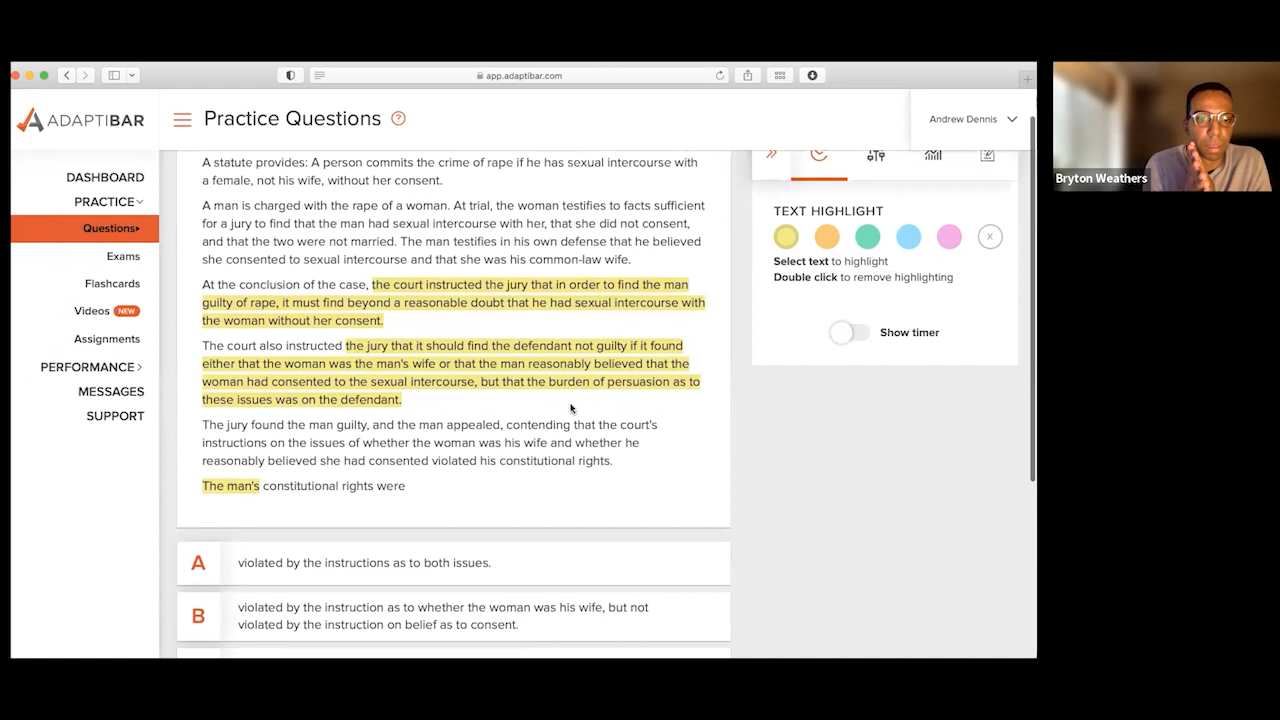 app.adaptibar.com
ADAPTIBAR
Practice Questions ?
Andrew Dennis
DASHBOARD
PRACTICE
Questions
Exams
Flashcards
Videos NEW
Assignments
PERFORMANCE
MESSAGES
SUPPORT
A statute provides: A person commits the crime of rape if he has sexual intercourse with
a female, not his wife, without her consent.
A man is charged with the rape of a woman. At trial, the woman testifies to facts sufficient
for a jury to find that the man had sexual intercourse with her, that she did not consent,
and that the two were not married. The man testifies in his own defense that he believed
she consented to sexual intercourse and that she was his common-law wife.
At the conclusion of the case, the court instructed the jury that in order to find the man
guilty of rape, it must find beyond a reasonable doubt that he had sexual intercourse with
the woman without her consent.
The court also instructed the jury that it should find the defendant not guilty if it found
either that the woman was the man's wife or that the man reasonably believed that the
woman had consented to the sexual intercourse, but that the burden of persuasion as to
these issues was on the defendant.
The jury found the man guilty, and the man appealed, contending that the court's
instructions on the issues of whether the woman was his wife and whether he
reasonably believed she had consented violated his constitutional rights.
The man's constitutional rights were
A violated by the instructions as to both issues.
B violated by the instruction as to whether the woman was his wife, but not
violated by the instruction on belief as to consent.
TEXT HIGHLIGHT
X
Select text to highlight
Double click to remove highlighting
Show timer
Bryton Weathers